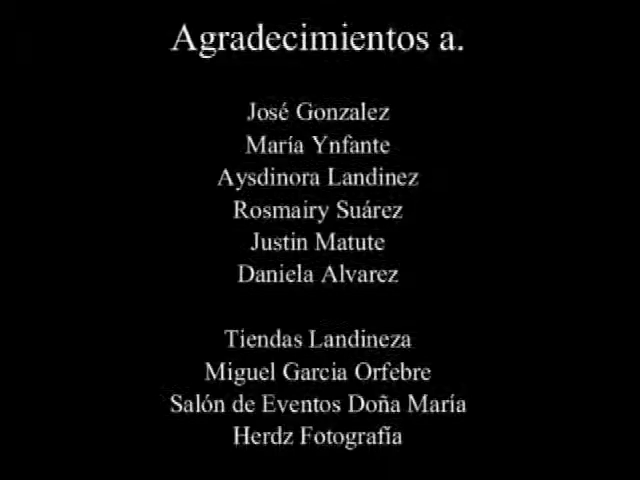 Agradecimientos a.
José Gonzalez
María Ynfante
Aysdinora Landinez
Rosmairy Suárez
Justin Matute
Daniela Alvarez
Tiendas Landineza
Miguel Garcia Orfebre
Salón de Eventos Doña María
Herdz Fotografía